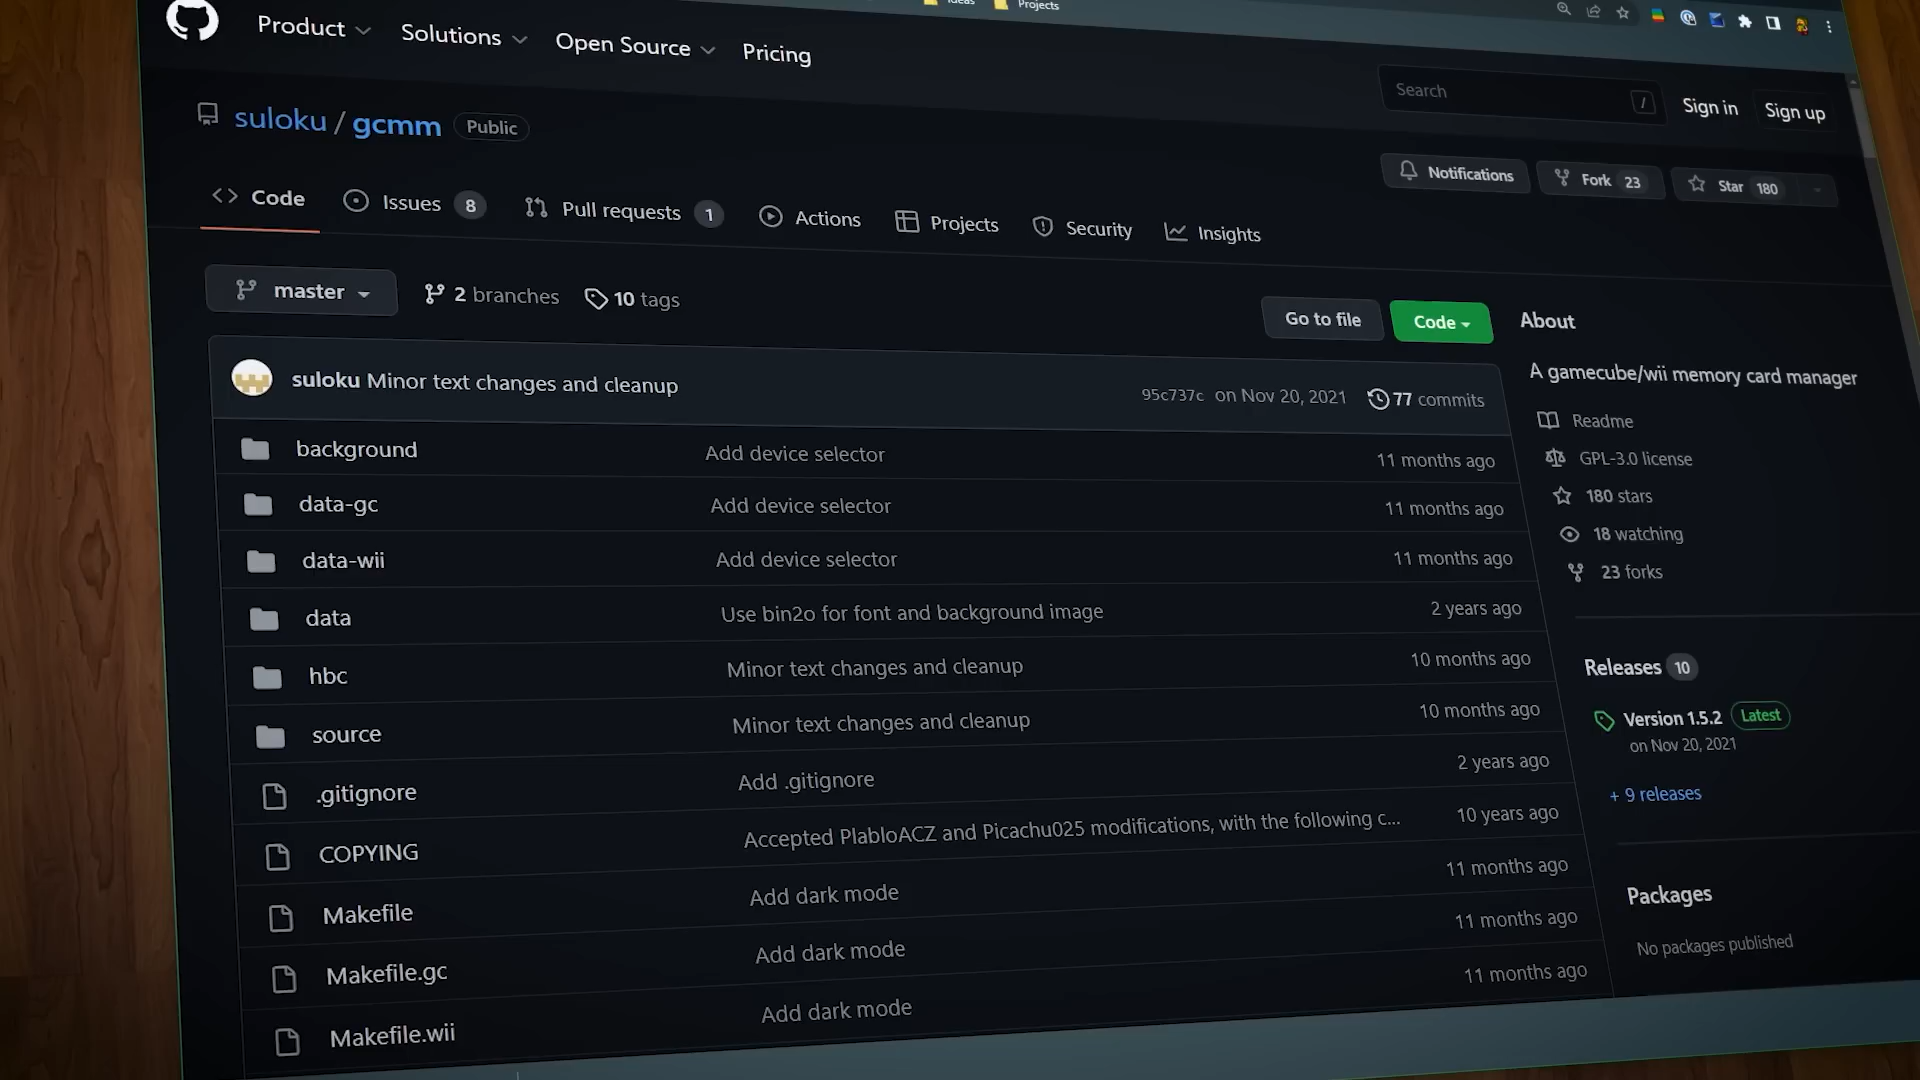 Ideas Projects
Product Solutions Open Source Pricing
Search /
Sign in Sign up
suloku / gcmm Public
Notifications Fork 23 Star 180
Code Issues 8 Pull requests 1 Actions Projects Security Insights
master 2 branches 10 tags
Go to file Code
suloku Minor text changes and cleanup 95c737c on Nov 20, 2021 77 commits
background Add device selector 11 months ago
data-gc Add device selector 11 months ago
data-wii Add device selector 11 months ago
data Use bin2o for font and background image 2 years ago
hbc Minor text changes and cleanup 10 months ago
source Minor text changes and cleanup 10 months ago
.gitignore Add .gitignore 2 years ago
COPYING Accepted PlabloACZ and Picachu025 modifications, with the following c... 10 years ago
Makefile Add dark mode 11 months ago
Makefile.gc Add dark mode 11 months ago
Makefile.wii Add dark mode 11 months ago
About
A gamecube/wii memory card manager
Readme
GPL-3.0 license
180 stars
18 watching
23 forks
Releases 10
Version 1.5.2 Latest
on Nov 20, 2021
+ 9 releases
Packages
No packages published